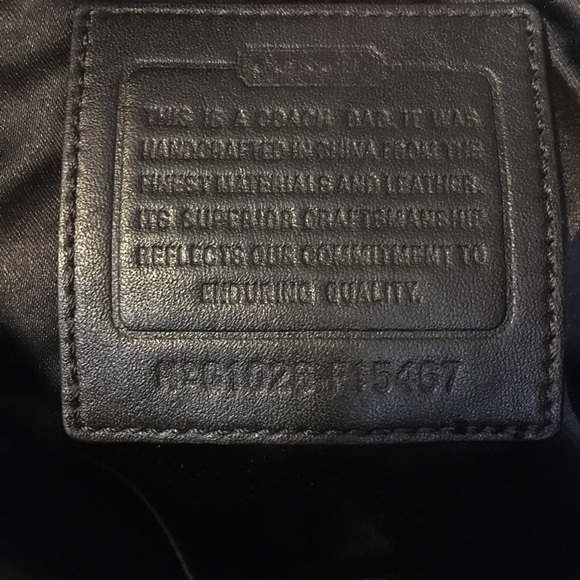 THIS IS A COACH BAG. IT WAS
HANDCRAFTED IN CHINA FROM THE
FINEST MATERIALS AND LEATHER.
ITS SUPERIOR CRAFTSMANSHIP
REFLECTS OUR COMMITMENT TO
ENDURING QUALITY.